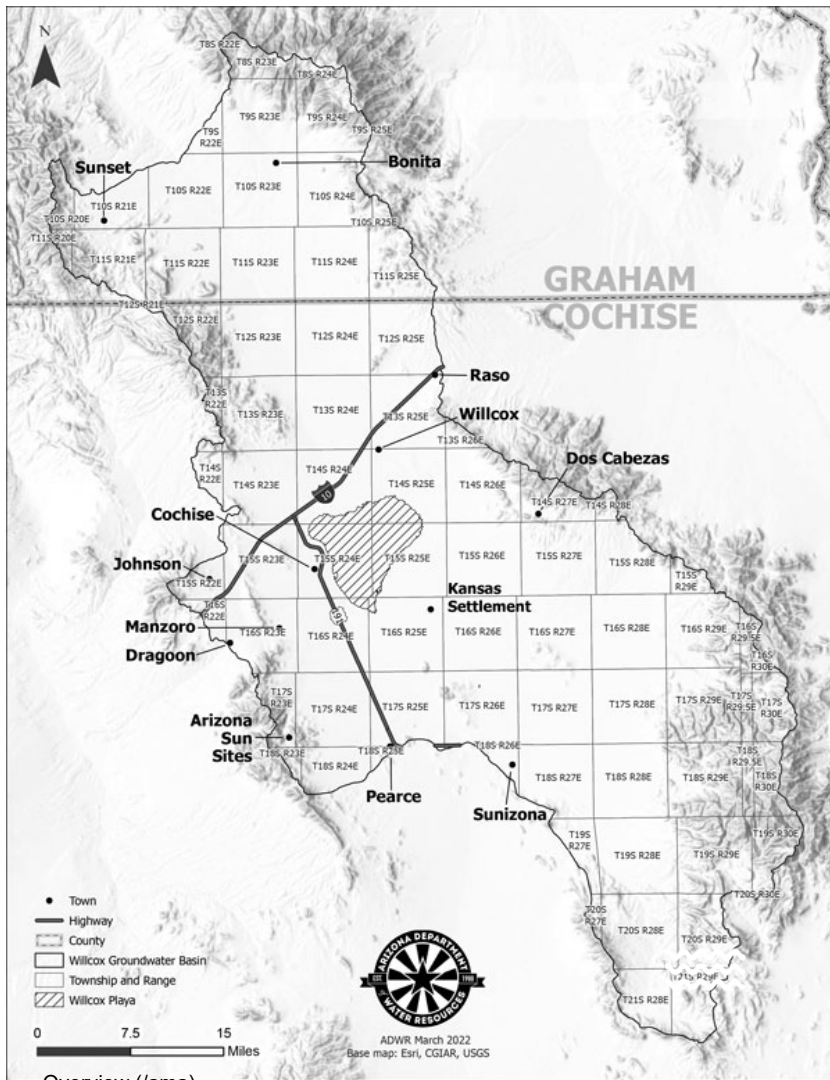 N
T8S R22E
T8S R23E
T8S R24E
T9S R23E
T9S R24E
T9S
R22E
T9S R25E
Sunset
Bonita
T10S R22E
T10S R23E
T10S R24E
T10S R21E
T10S R20E
T10S R25E
T11S R20E
T11S R21E
T11S R22E
T11S R23E
T11S R24E
T11S R25E
GRAHAM
COCHISE
T12S R21E
T12S R22E
T12S R23E
T12S R24E
T12S R25E
Raso
T13S
R22E
T13S R23E
T13S R24E
T13S R25E
Willcox
T13S R26E
Dos Cabezas
T14S
R22E
T14S R23E
T14S R24E
T14S R25E
T14S R26E
T14S R27E
T14S R28E
10
Cochise
Johnson
T15S R22E
T15S R23E
T15S R24E
T15S R25E
T15S R26E
T15S R27E
T15S R28E
T15S
R29E
Kansas
Settlement
191
T16S
R22E
Manzoro
Dragoon
T16S R23E
T16S R24E
T16S R25E
T16S R26E
T16S R27E
T16S R28E
T16S R29E
T16S
R29.5E
T16S
R30E
T17S
R23E
T17S R24E
T17S R25E
T17S R26E
T17S R27E
T17S R28E
T17S R29E
T17S
R29.5E
T17S
R30E
Arizona
Sun
Sites
T18S R23E
T18S R24E
T18S R25E
T18S R26E
T18S R27E
T18S R28E
T18S R29E
T18S
R29.5E
T18S
R30E
Pearce
Sunizona
T19S
R27E
T19S R28E
T19S R29E
T19S R30E
T20S
R27E
T20S R28E
T20S R29E
T20S R30E
T21S R28E
T21S R29E
Town
Highway
County
Willcox Groundwater Basin
Township and Range
Willcox Playa
0 7.5 15
Miles
ARIZONA DEPARTMENT
EST. 1980
WATER RESOURCES
ADWR March 2022
Base map: Esri, CGIAR, USGS
Overview (/ama)